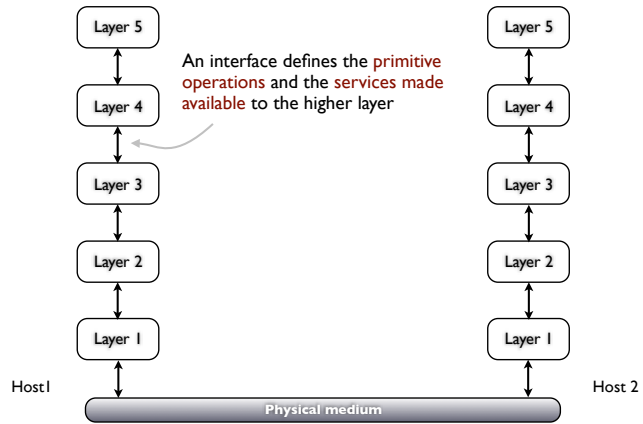 Layer 5
Layer 5
An interface defines the primitive
operations and the services made
available to the higher layer
Layer 4
Layer 4
Layer 3
Layer 3
Layer 2
Layer 2
Layer 1
Layer 1
Host1
Host 2
Physical medium